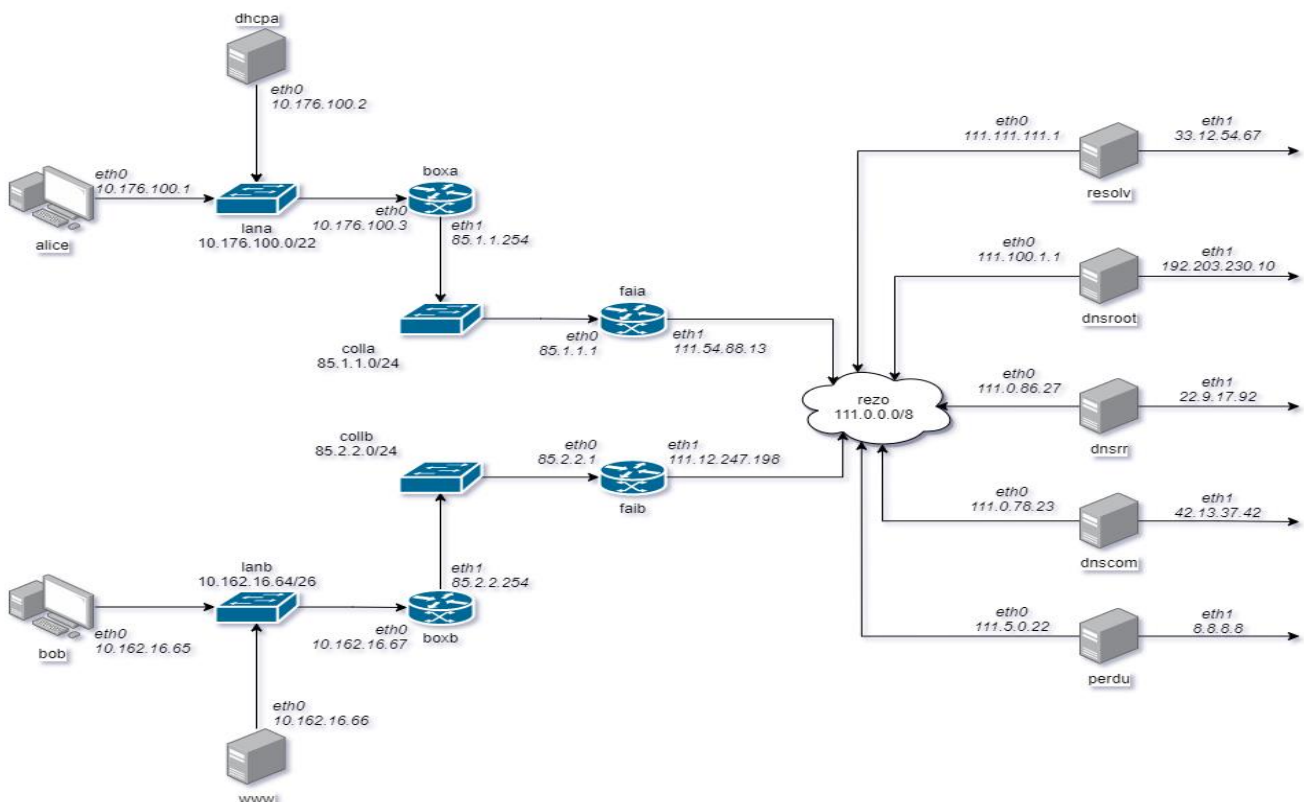 dhcpa
eth0
10.176.100.2
eth0
10.176.100.1
alice
lana
10.176.100.0/22
boxa
eth0
10.176.100.3
eth1
85.1.1.254
colla
85.1.1.0/24
faia
eth0
85.1.1.1
eth1
111.54.88.13
collb
85.2.2.0/24
eth0
85.2.2.1
eth1
111.12.247.198
faib
lanb
10.162.16.64/26
eth1
85.2.2.254
eth0
10.162.16.65
bob
eth0
10.162.16.67
boxb
eth0
10.162.16.66
www
rezo
111.0.0.0/8
eth0
111.111.111.1
eth1
33.12.54.67
resolv
eth0
111.100.1.1
eth1
192.203.230.10
dnsroot
eth0
111.0.86.27
eth1
22.9.17.92
dnsrr
eth0
111.0.78.23
eth1
42.13.37.42
dnscom
eth0
111.5.0.22
eth1
8.8.8.8
perdu